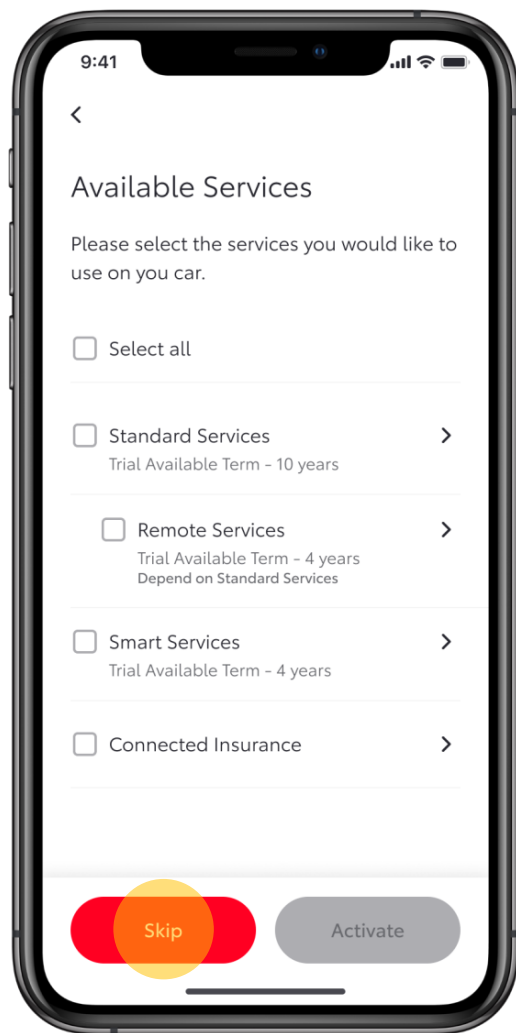 9:41
Available Services
Please select the services you would like to
use on you car.
Select all
Standard Services
Trial Available Term - 10 years
Remote Services
Trial Available Term - 4 years
Depend on Standard Services
Smart Services
Trial Available Term - 4 years
Connected Insurance
Skip
Activate